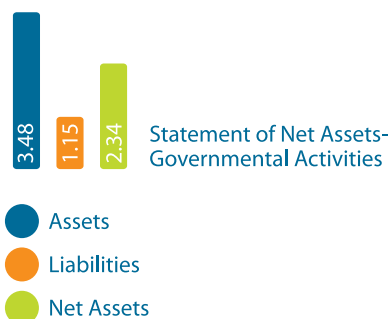 3.48
1.15
2.34
Statement of Net Assets-
Governmental Activities
Assets
Liabilities
Net Assets